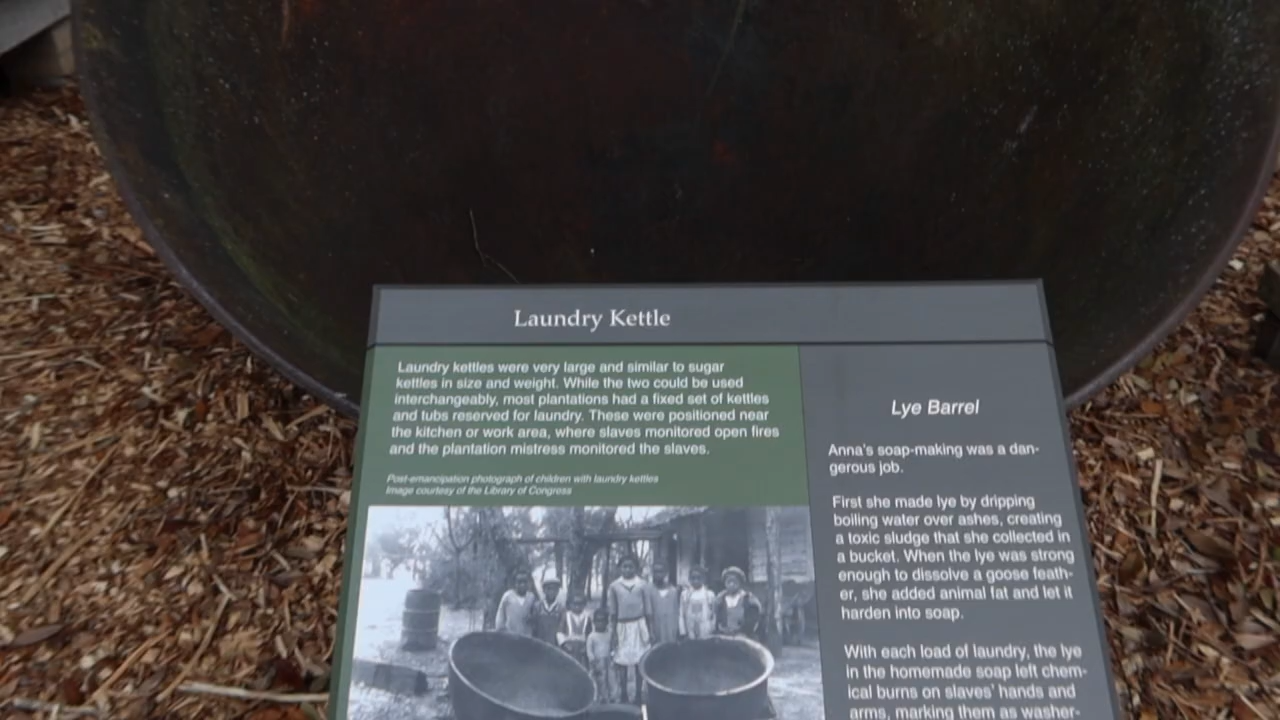 Laundry Kettle
Laundry kettles were very large and similar to sugar
kettles in size and weight. While the two could be used
interchangeably, most plantations had a fixed set of kettles
and tubs reserved for laundry. These were positioned near
the kitchen or work area, where slaves monitored open fires
and the plantation mistress monitored the slaves.
Post-emancipation photograph of children with laundry kettles
Image courtesy of the Library of Congress
Lye Barrel
Anna's soap-making was a dan-
gerous job.
First she made lye by dripping
boiling water over ashes, creating
a toxic sludge that she collected in
a bucket. When the lye was strong
enough to dissolve a goose feath-
er, she added animal fat and let it
harden into soap.
With each load of laundry, the lye
in the homemade soap left chem-
ical burns on slaves' hands and
arms, marking them as washer-